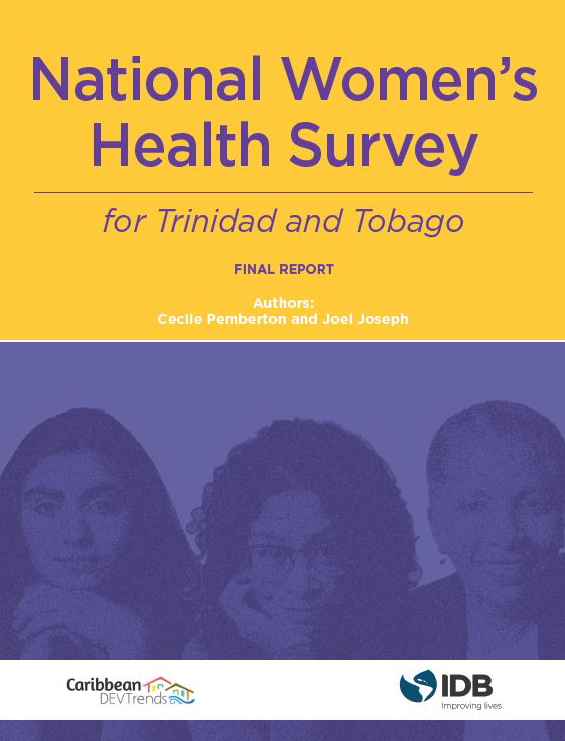 National Women’s
Health Survey
for Trinidad and Tobago
FINAL REPORT
Authors:
Cecile Pemberton and Joel Joseph
Caribbean
DEVTrends
IDB
Improving lives